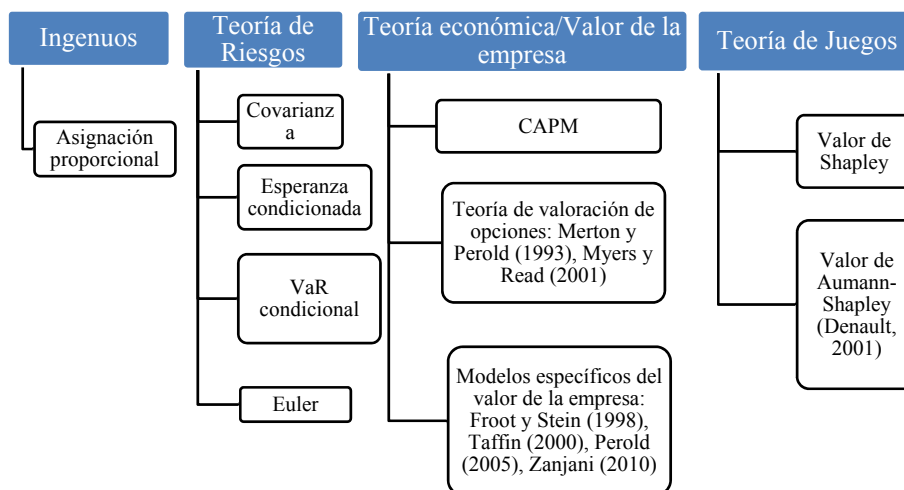 Ingenuos
Asignación
proporcional
Teoría de
Riesgos
Covarianz
a
Esperanza
condicionada
VaR
condicional
Euler
Teoría económica/Valor de la
empresa
CAPM
Teoría de valoración de
opciones: Merton y
Perold (1993), Myers y
Read (2001)
Modelos específicos del
valor de la empresa:
Froot y Stein (1998),
Taffin (2000), Perold
(2005), Zanjani (2010)
Teoría de Juegos
Valor de
Shapley
Valor de
Aumann-
Shapley
(Denault,
2001)